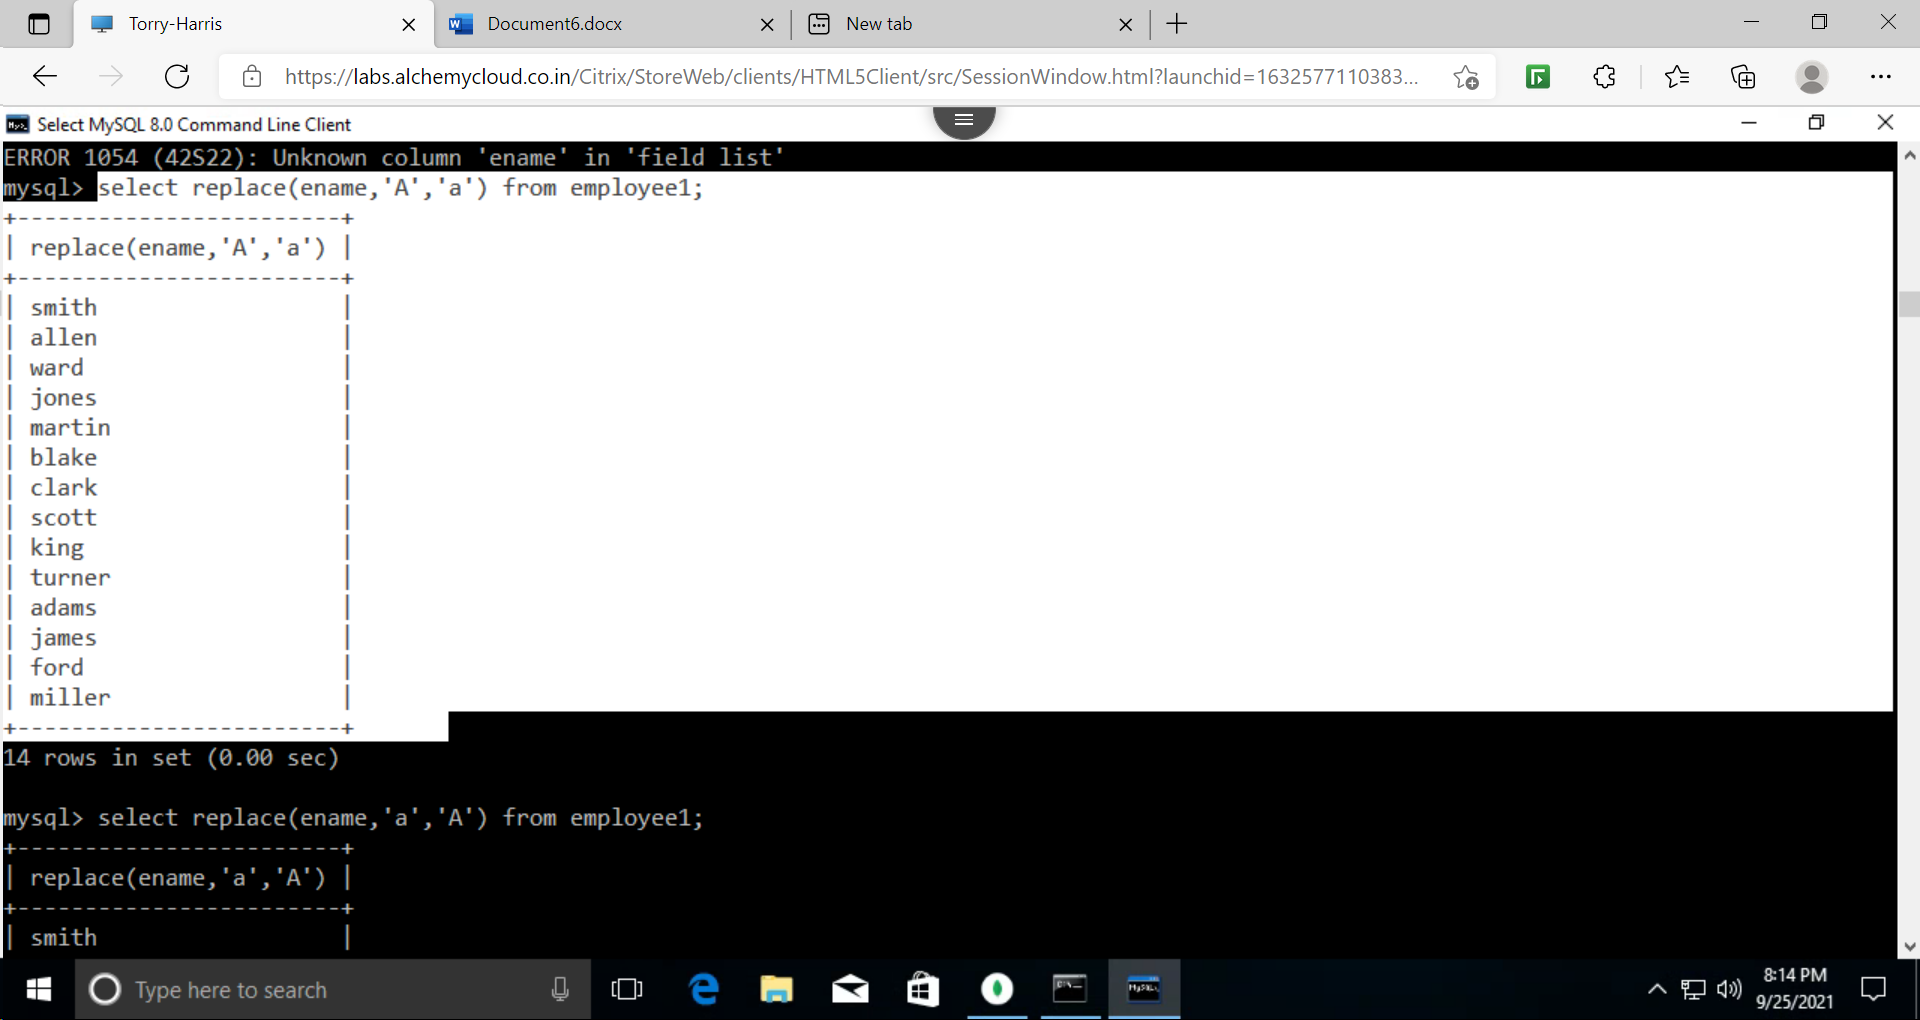 Torry-Harris
Document6.docx
New tab
https://labs.alchemycloud.co.in/Citrix/StoreWeb/clients/HTML5Client/src/SessionWindow.html?launchid=1632577110383...
Select MySQL 8.0 Command Line Client
ERROR 1054 (42S22): Unknown column 'ename' in 'field list'
mysql> select replace(ename,'A','a') from employee1;
+------------------------+
| replace(ename,'A','a') |
+------------------------+
| smith                  |
| allen                  |
| ward                   |
| jones                  |
| martin                 |
| blake                  |
| clark                  |
| scott                  |
| king                   |
| turner                 |
| adams                  |
| james                  |
| ford                   |
| miller                 |
+------------------------+
14 rows in set (0.00 sec)
mysql> select replace(ename,'a','A') from employee1;
+------------------------+
| replace(ename,'a','A') |
+------------------------+
| smith                  |
Type here to search
8:14 PM
9/25/2021